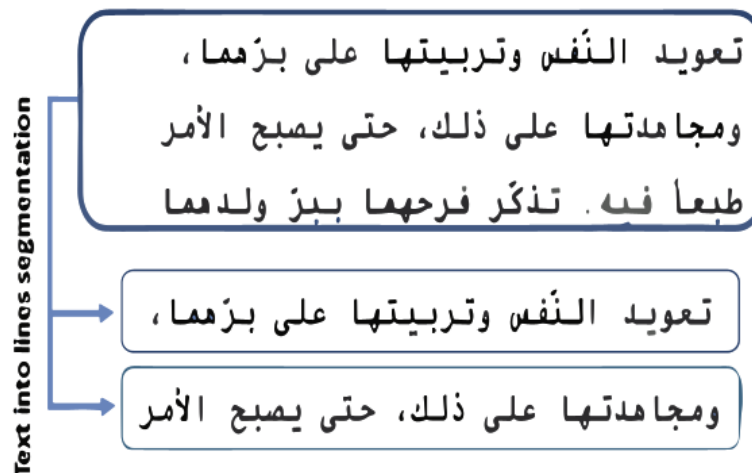 Text into lines segmentation
تعويد النّفس وتربيتها على برّهما،
ومجاهدتها على ذلك، حتى يصبح الأمر
طبعاً فيه. تذكّر فرحهما ببرّ ولدهما
تعويد النّفس وتربيتها على برّهما،
ومجاهدتها على ذلك، حتى يصبح الأمر